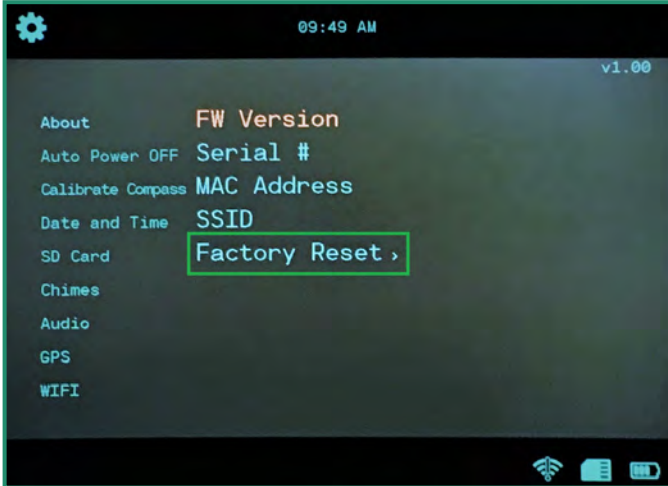 09:49 AM
v1.00
About
FW Version
Auto Power OFF
Serial #
Calibrate Compass
MAC Address
Date and Time
SSID
SD Card
Factory Reset ›
Chimes
Audio
GPS
WIFI